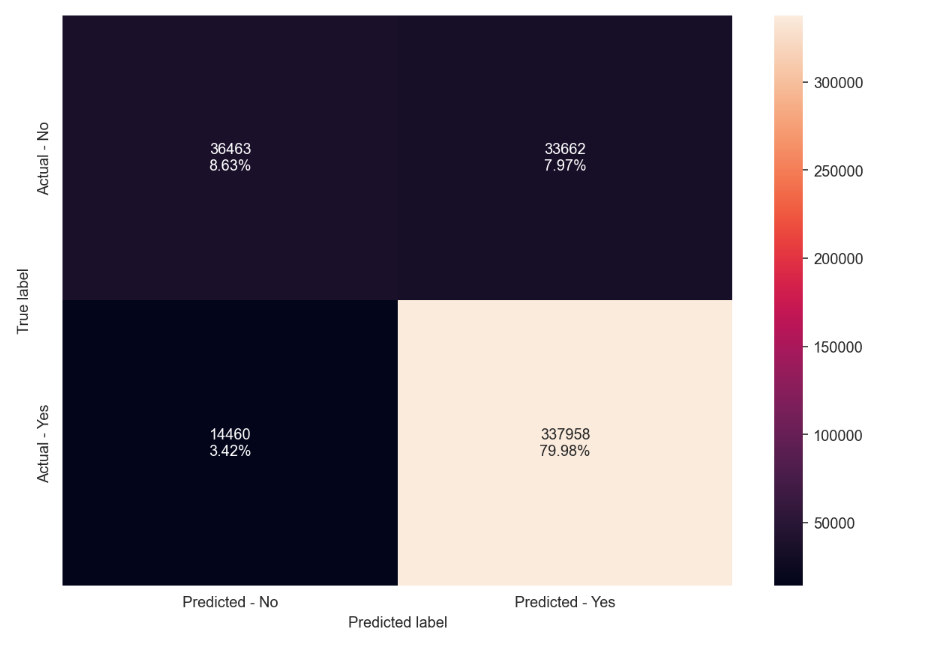 Actual - No
36463
8.63%
33662
7.97%
True label
Actual - Yes
14460
3.42%
337958
79.98%
Predicted - No
Predicted - Yes
Predicted label
300000
250000
200000
150000
100000
50000